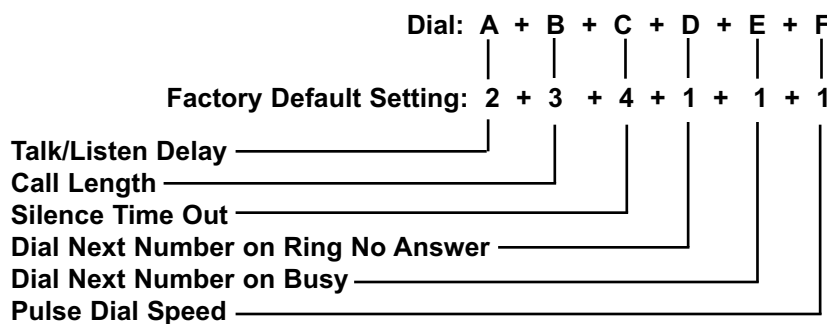 Dial: A + B + C + D + E + F
Factory Default Setting: 2 + 3 + 4 + 1 + 1 + 1
Talk/Listen Delay
Call Length
Silence Time Out
Dial Next Number on Ring No Answer
Dial Next Number on Busy
Pulse Dial Speed